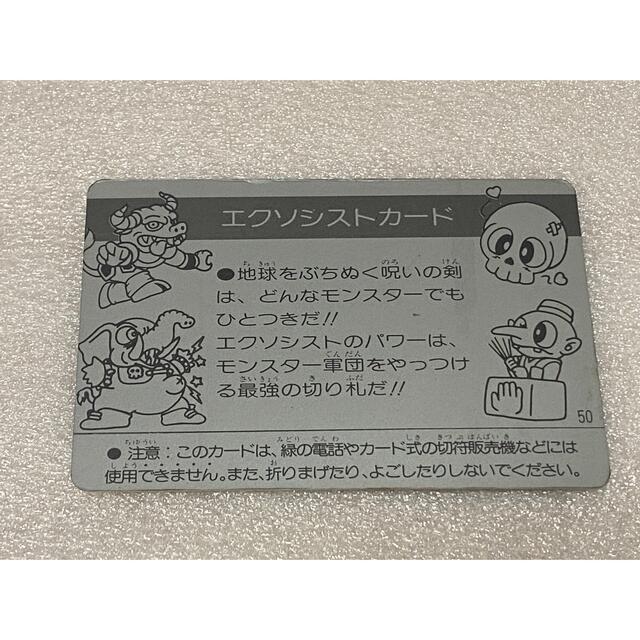 エクソシストカード
●地球をぶちぬく呪いの剣
は、どんなモンスターでも
ひとつきだ!!
エクソシストのパワーは、
モンスター軍団をやっつけ
る最強の切り札だ!!
50
●注意：このカードは、緑の電話やカード式の切符販売機などには
使用できません。また、折りまげたり、よごしたりしないでください。